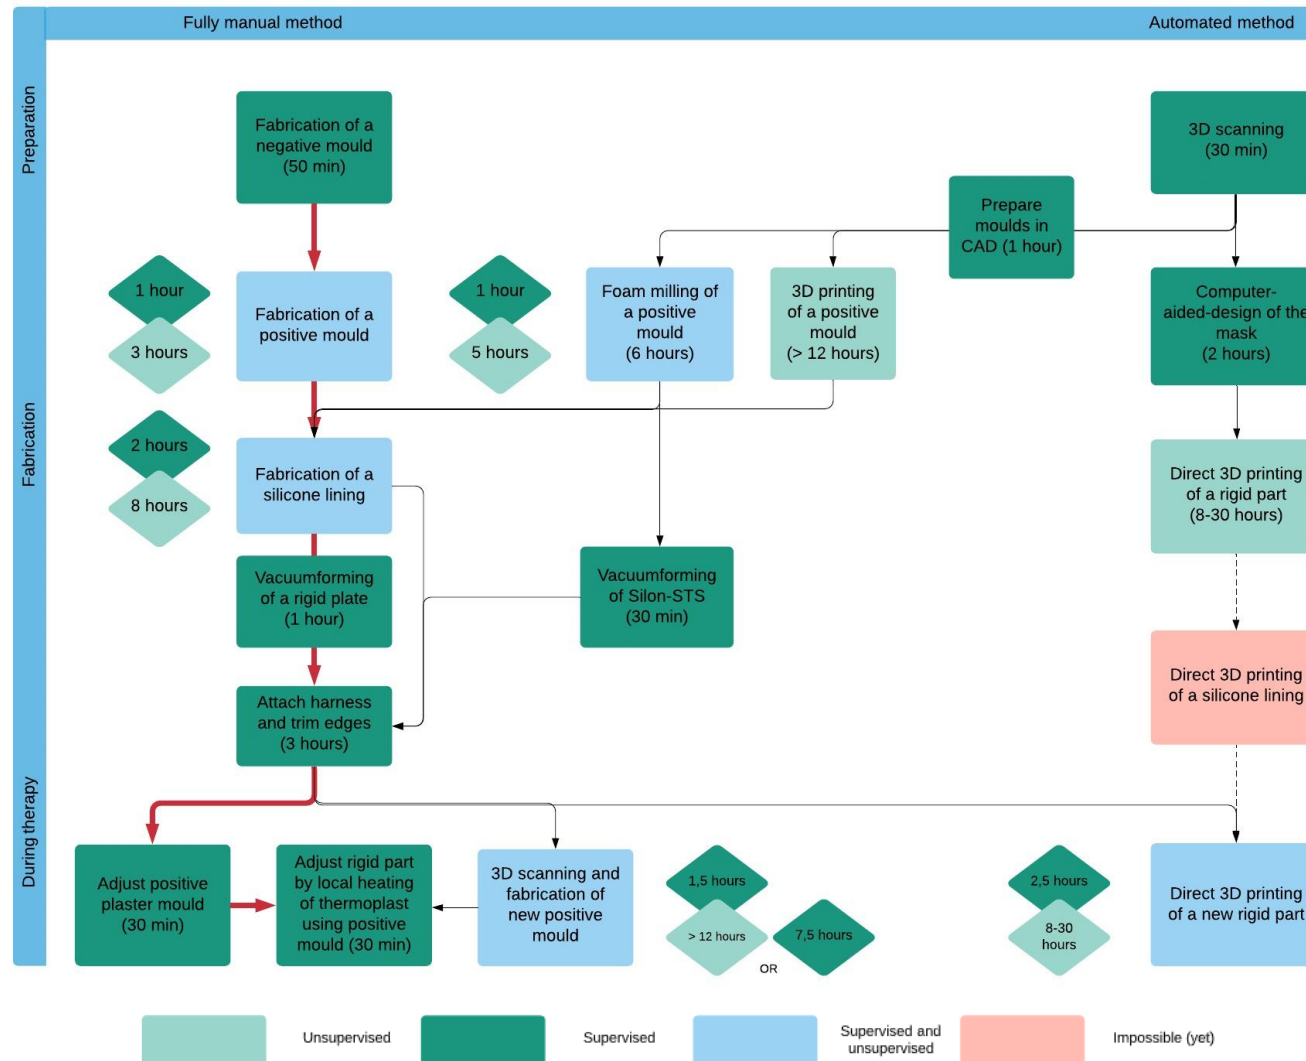 Fully manual method
Automated method
Preparation
Fabrication of a
negative mould
(50 min)
3D scanning
(30 min)
Prepare
moulds in
CAD (1 hour)
Fabrication
1 hour
3 hours
Fabrication of a
positive mould
1 hour
5 hours
Foam milling of
a positive
mould
(6 hours)
3D printing
of a positive
mould
(> 12 hours)
Computer-
aided-design of the
mask
(2 hours)
2 hours
8 hours
Fabrication of a
silicone lining
Direct 3D printing
of a rigid part
(8-30 hours)
Vacuumforming
of a rigid plate
(1 hour)
Vacuumforming
of Silon-STS
(30 min)
Direct 3D printing
of a silicone lining
Attach harness
and trim edges
(3 hours)
During therapy
Adjust positive
plaster mould
(30 min)
Adjust rigid part
by local heating
of thermoplast
using positive
mould (30 min)
3D scanning and
fabrication of
new positive
mould
1,5 hours
> 12 hours
7,5 hours
OR
2,5 hours
8-30
hours
Direct 3D printing
of a new rigid part
Unsupervised
Supervised
Supervised and
unsupervised
Impossible (yet)